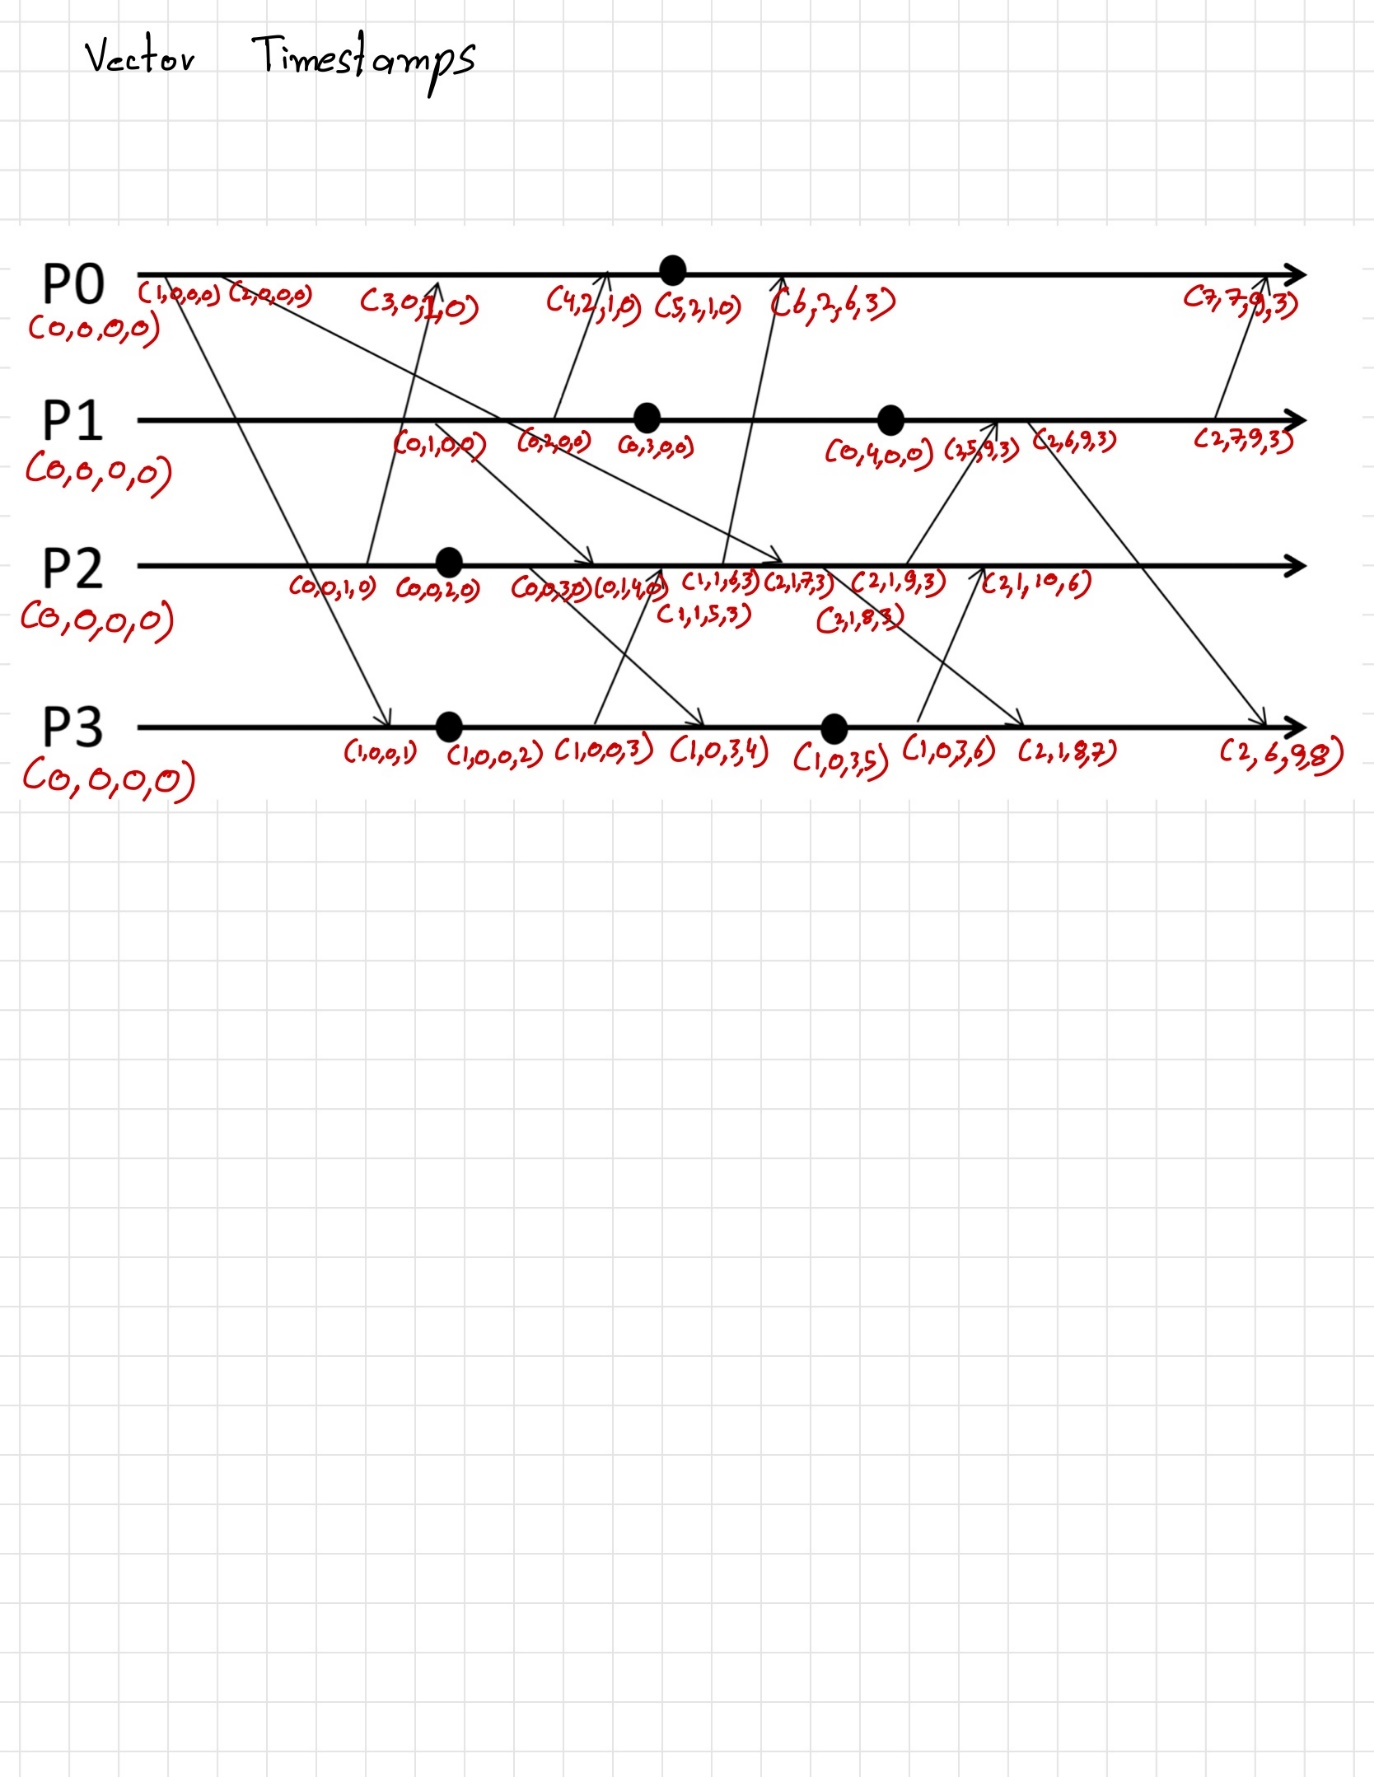 Vector Timestamps
P0
(1,0,0,0) (2,0,0,0) (3,0,1,0) (4,2,1,0) (5,2,1,0) (6,2,6,3) (7,7,9,3)
(0,0,0,0)
P1
(0,1,0,0) (0,2,0,0) (0,3,0,0) (0,4,0,0) (2,5,9,3) (2,6,9,3) (2,7,9,3)
(0,0,0,0)
P2
(0,0,1,0) (0,0,2,0) (0,0,3,0) (0,1,4,0) (1,1,6,3) (2,1,7,3) (2,1,9,3) (2,1,10,6)
(0,0,0,0) (1,1,5,3) (2,1,8,3)
P3
(1,0,0,1) (1,0,0,2) (1,0,0,3) (1,0,3,4) (1,0,3,5) (1,0,3,6) (2,1,8,7) (2,6,9,8)
(0,0,0,0)